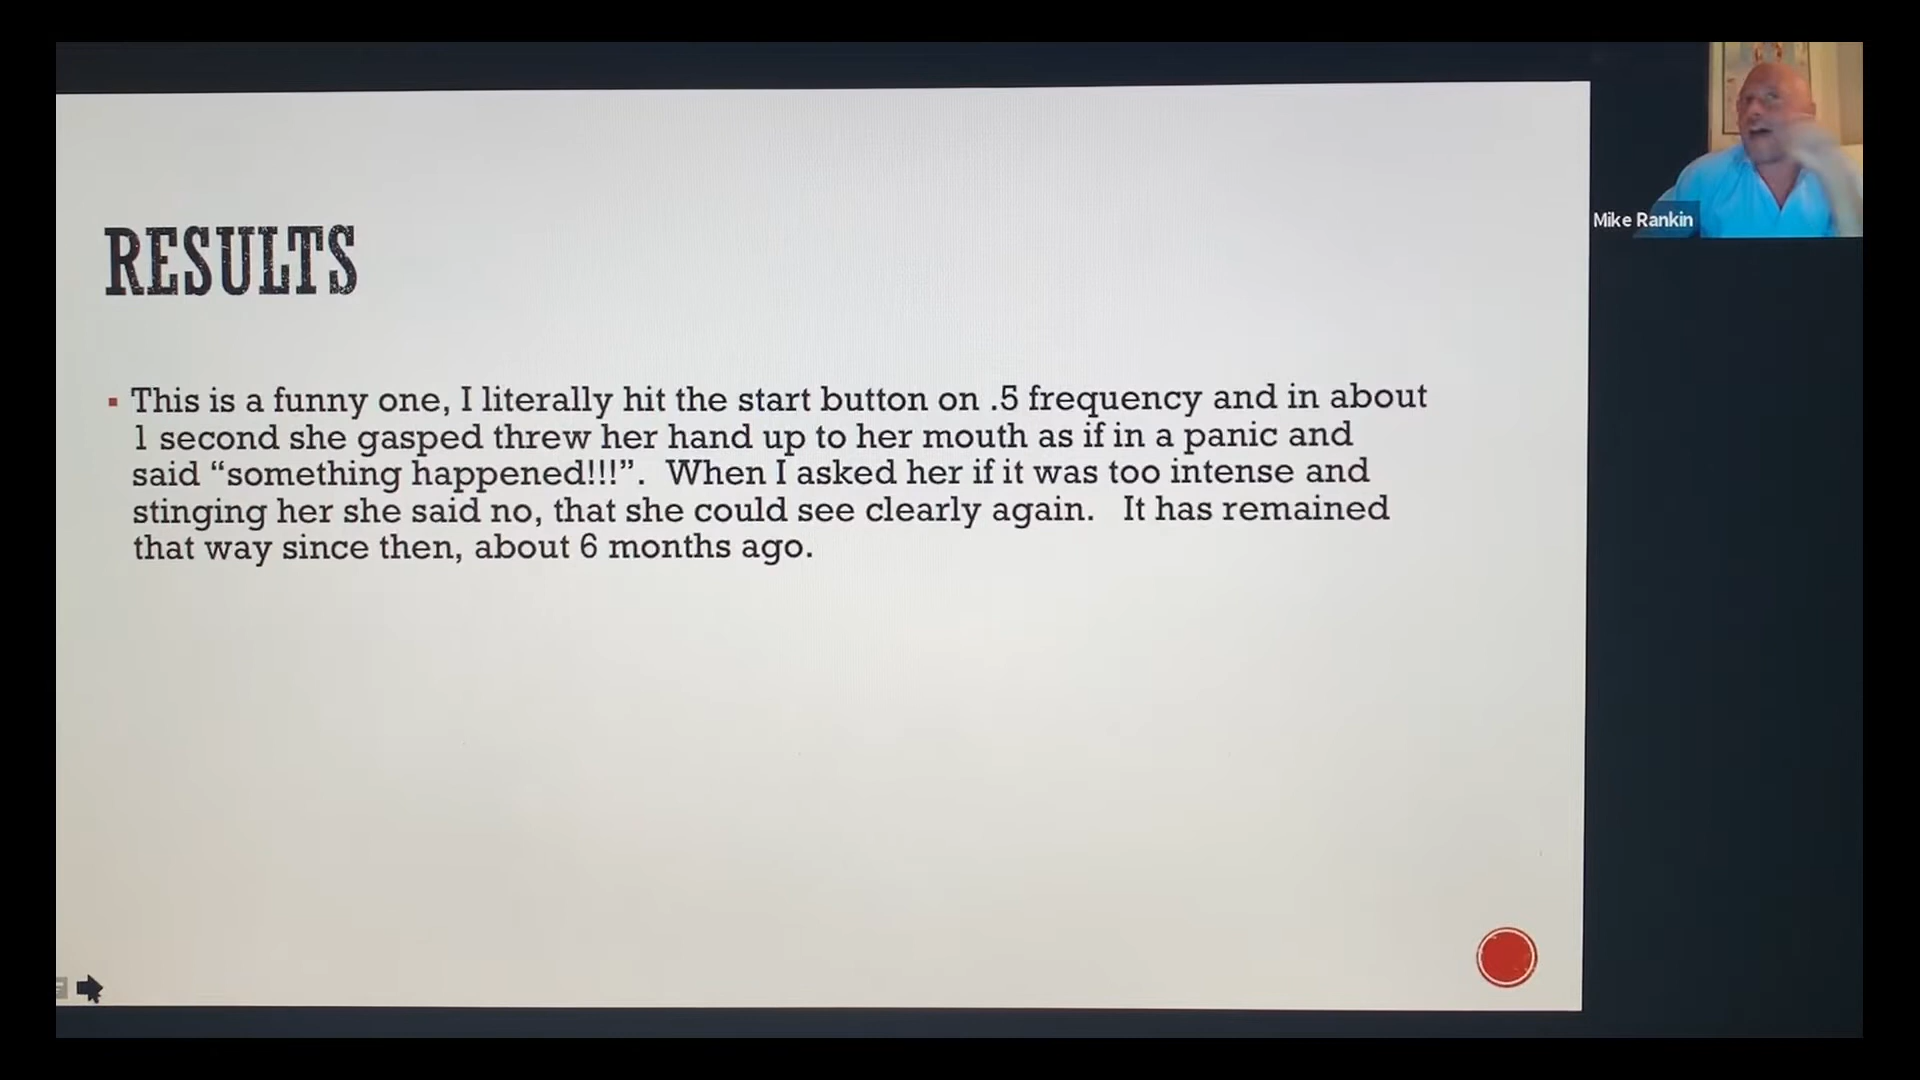 RESULTS
This is a funny one, I literally hit the start button on .5 frequency and in about
1 second she gasped threw her hand up to her mouth as if in a panic and
said “something happened!!!”.  When I asked her if it was too intense and
stinging her she said no, that she could see clearly again.   It has remained
that way since then, about 6 months ago.
Mike Rankin